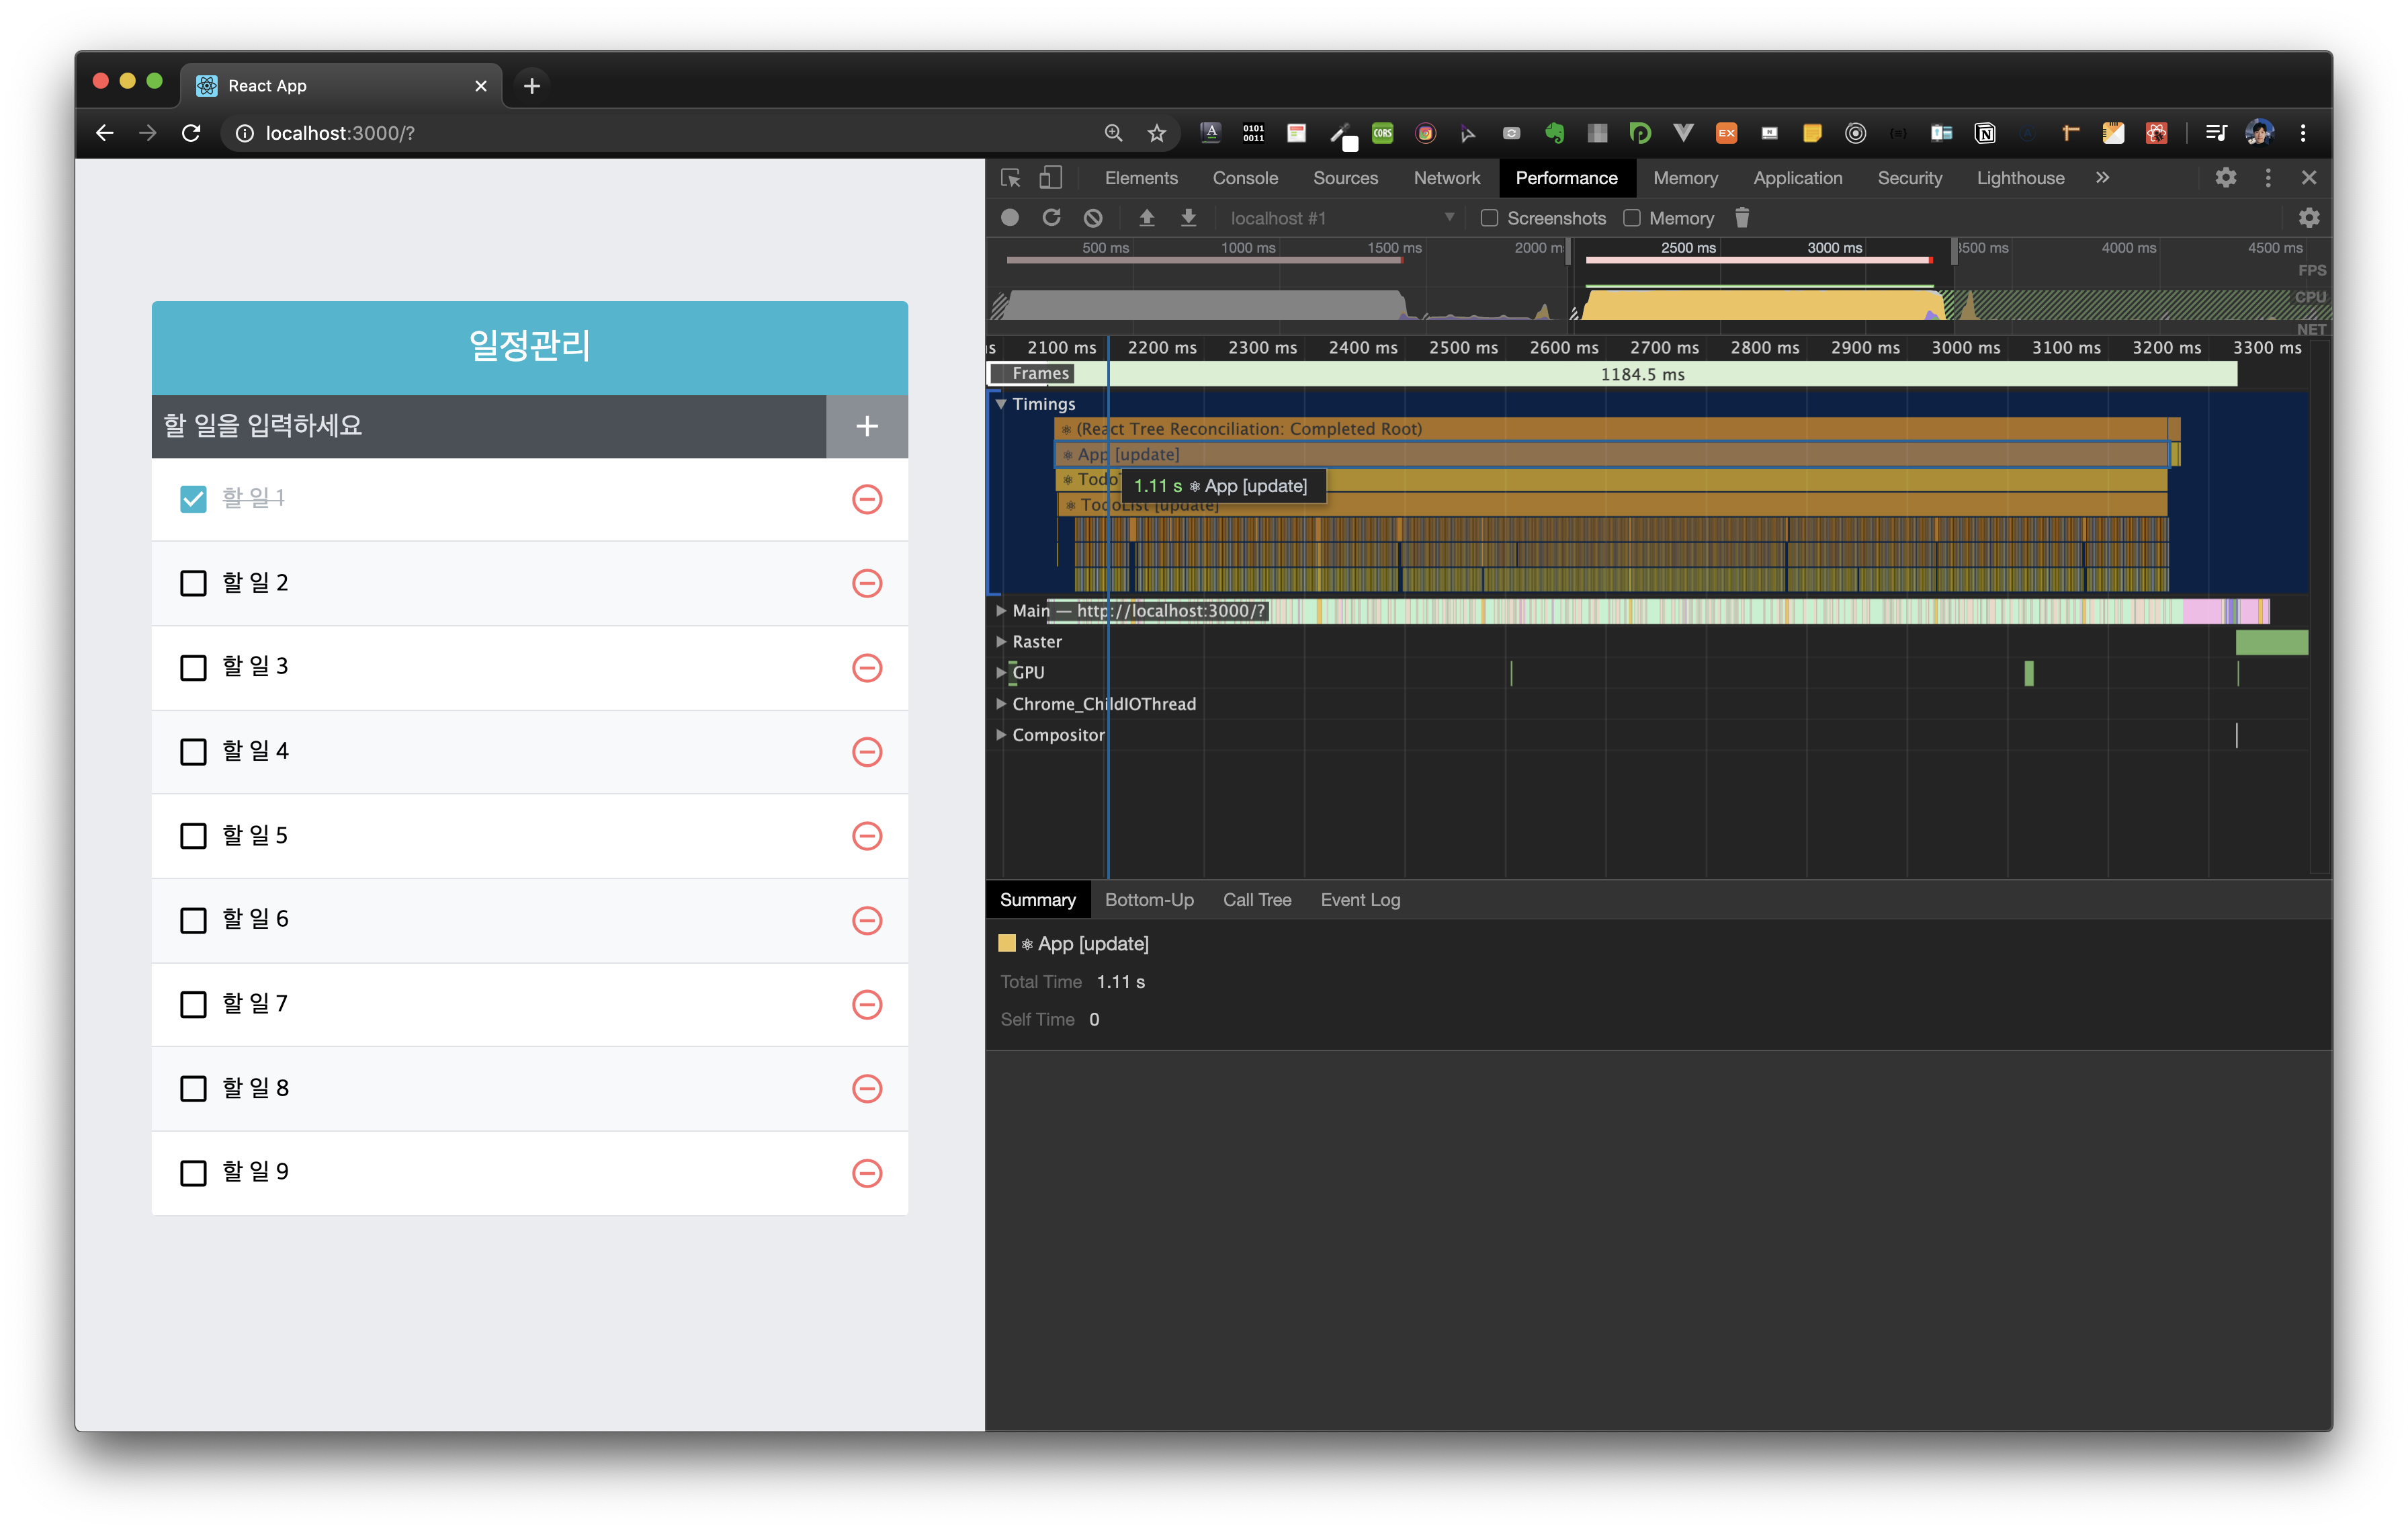 React App
localhost:3000/?
0101
0011
CORS
EX
Elements Console Sources Network Performance Memory Application Security Lighthouse
localhost #1 Screenshots Memory
500 ms 1000 ms 1500 ms 2000 m 2500 ms 3000 ms 3500 ms 4000 ms 4500 ms
FPS
CPU
NET
s 2100 ms 2200 ms 2300 ms 2400 ms 2500 ms 2600 ms 2700 ms 2800 ms 2900 ms 3000 ms 3100 ms 3200 ms 3300 ms
Frames 1184.5 ms
Timings
(React Tree Reconciliation: Completed Root)
App [update]
1.11 s App [update]
TodoList [update]
Main — http://localhost:3000/?
Raster
GPU
Chrome_ChildIOThread
Compositor
Summary Bottom-Up Call Tree Event Log
App [update]
Total Time 1.11 s
Self Time 0
일정관리
할 일을 입력하세요
할 일 1
할 일 2
할 일 3
할 일 4
할 일 5
할 일 6
할 일 7
할 일 8
할 일 9